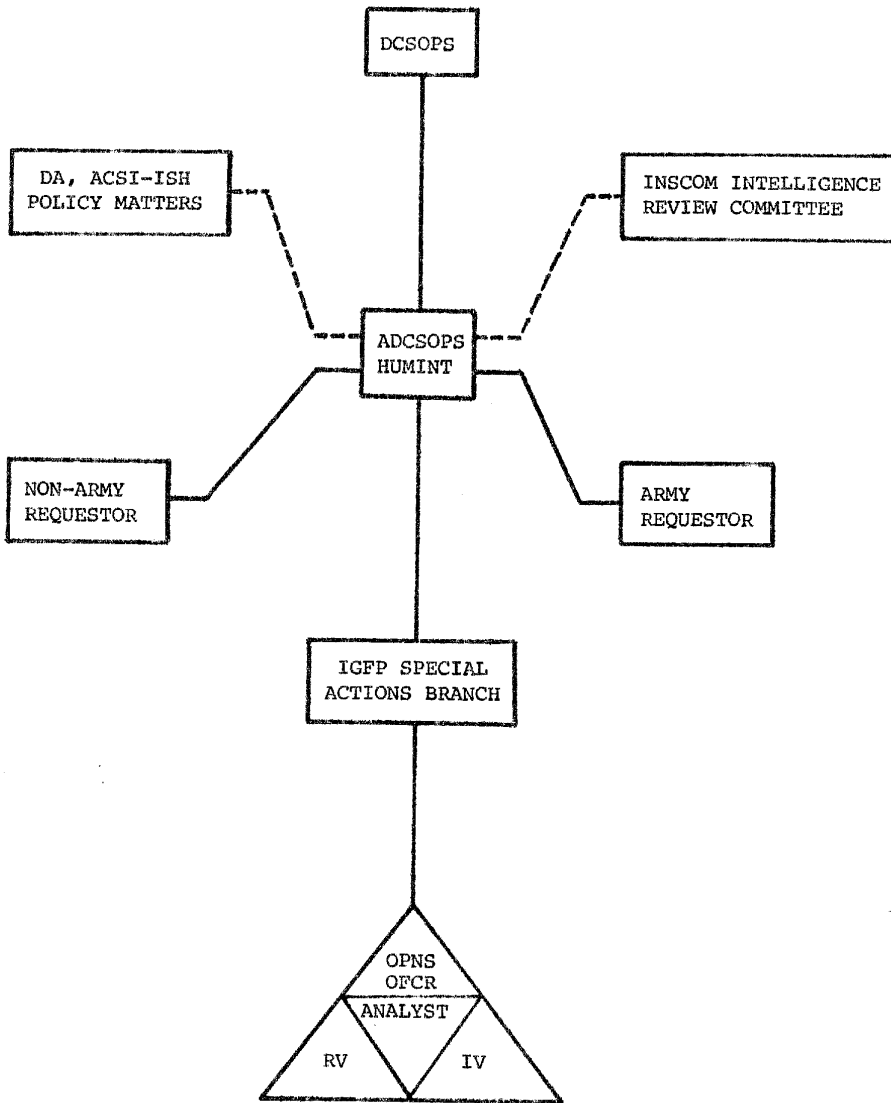 DCSOPS
DA, ACSI-ISH
POLICY MATTERS
INSCOM INTELLIGENCE
REVIEW COMMITTEE
ADCSOPS
HUMINT
NON-ARMY
REQUESTOR
ARMY
REQUESTOR
IGFP SPECIAL
ACTIONS BRANCH
OPNS
OFCR
ANALYST
RV
IV